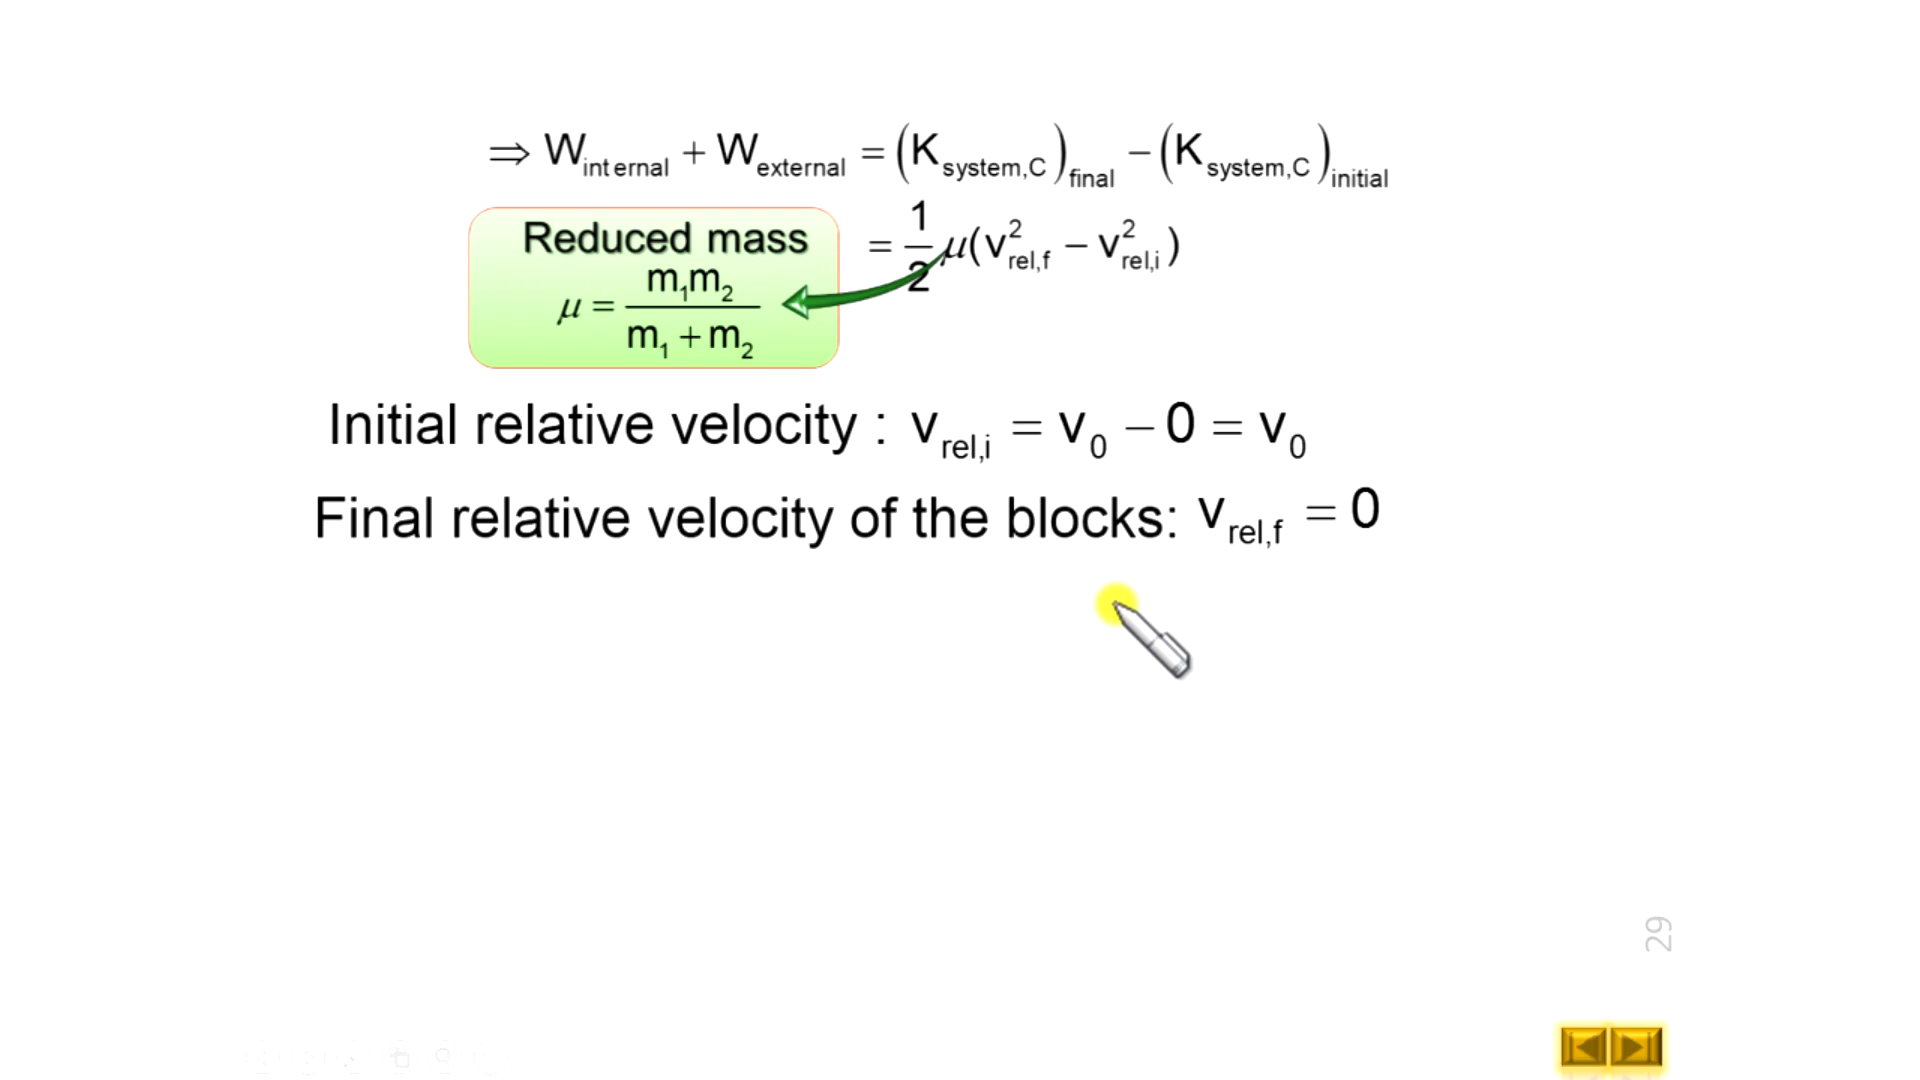 ⇒ W_internal + W_external = (K_system,C)_final − (K_system,C)_initial
= 1/2 μ(v²_rel,f − v²_rel,i)
Reduced mass
μ = m₁m₂ / m₁ + m₂
Initial relative velocity : v_rel,i = v₀ − 0 = v₀
Final relative velocity of the blocks: v_rel,f = 0
29